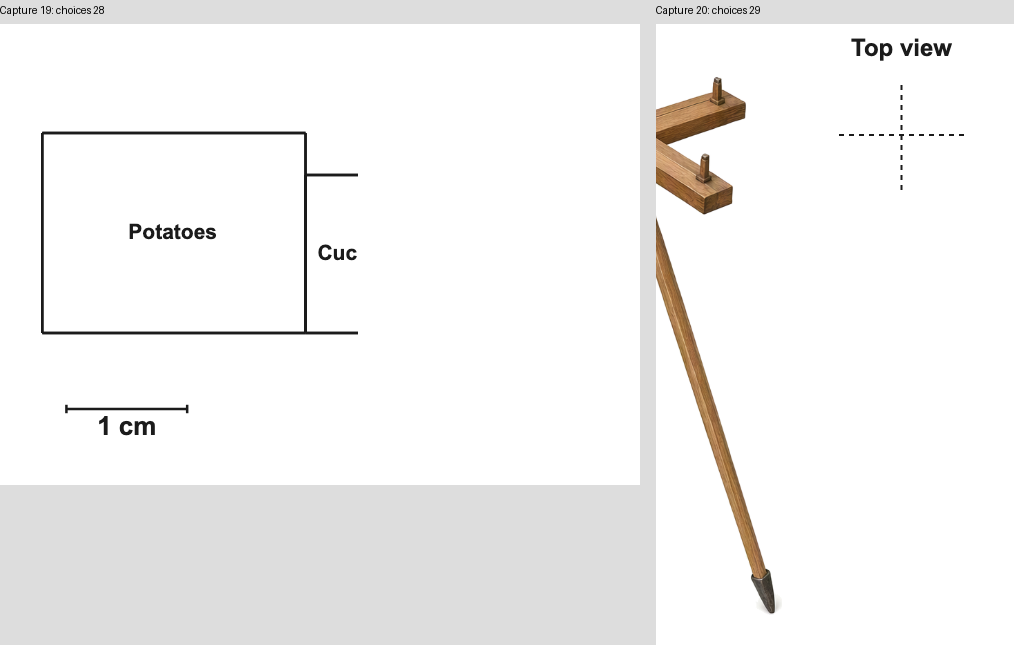 Capture 19: choices 28
Potatoes
Cuc
1 cm
Capture 20: choices 29
Top view